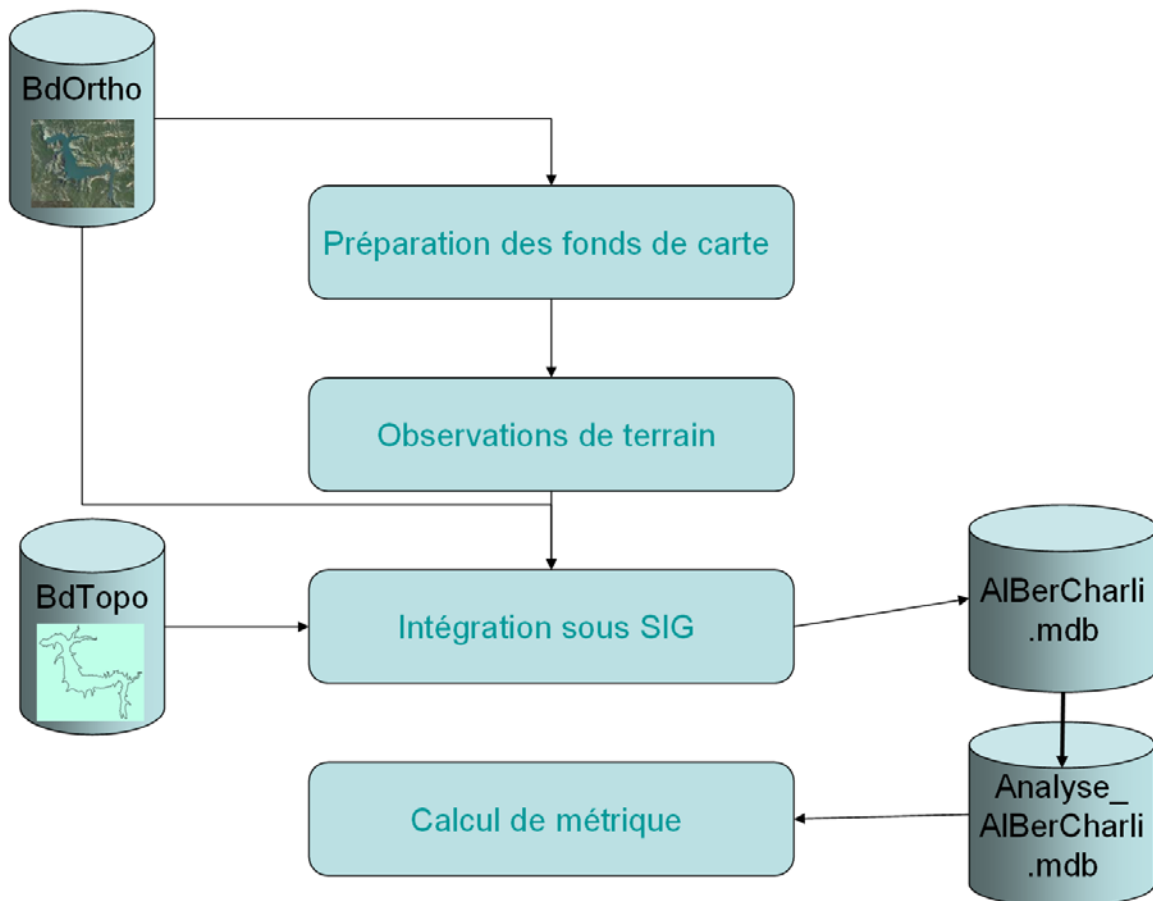 BdOrtho
Préparation des fonds de carte
Observations de terrain
BdTopo
Intégration sous SIG
AlBerCharli
.mdb
Calcul de métrique
Analyse_
AlBerCharli
.mdb